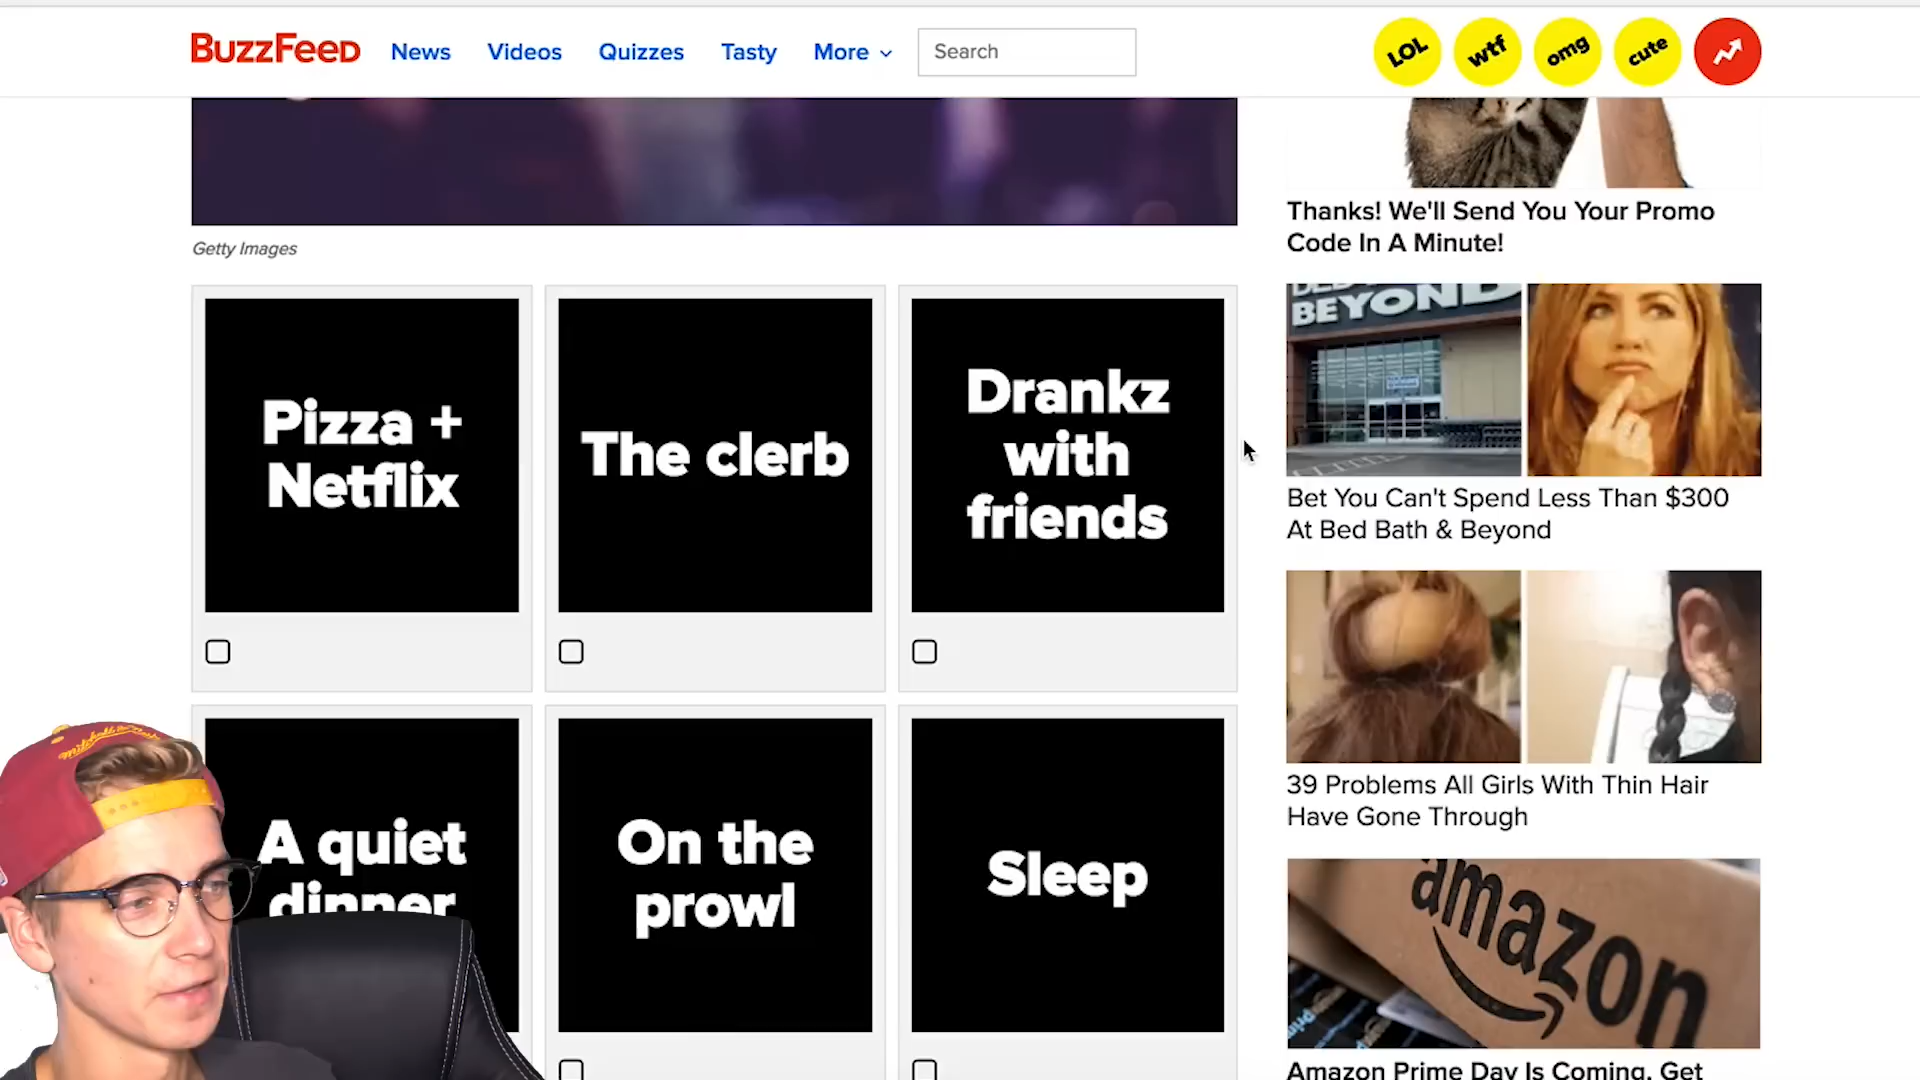 BuzzFeed News Videos Quizzes Tasty More Search LOL wtf omg cute
Getty Images
Pizza +
Netflix
The clerb
Drankz
with
friends
A quiet
dinner
On the
prowl
Sleep
Thanks! We'll Send You Your Promo
Code In A Minute!
BEYOND
Bet You Can't Spend Less Than $300
At Bed Bath & Beyond
39 Problems All Girls With Thin Hair
Have Gone Through
amazon
Amazon Prime Day Is Coming, Get